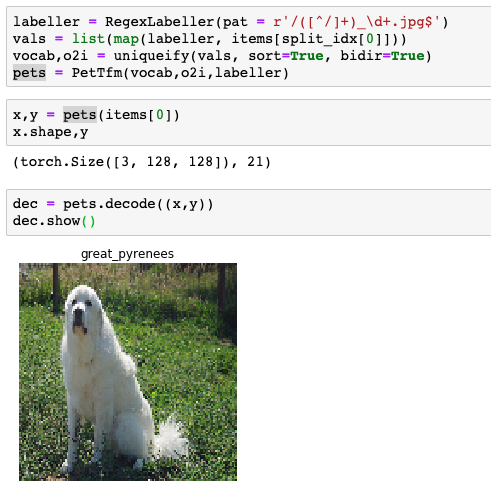 labeller = RegexLabeller(pat = r'/([^/]+)_\d+.jpg$')
vals = list(map(labeller, items[split_idx[0]]))
vocab,o2i = uniqueify(vals, sort=True, bidir=True)
pets = PetTfm(vocab,o2i,labeller)
x,y = pets(items[0])
x.shape,y
(torch.Size([3, 128, 128]), 21)
dec = pets.decode((x,y))
dec.show()
great_pyrenees